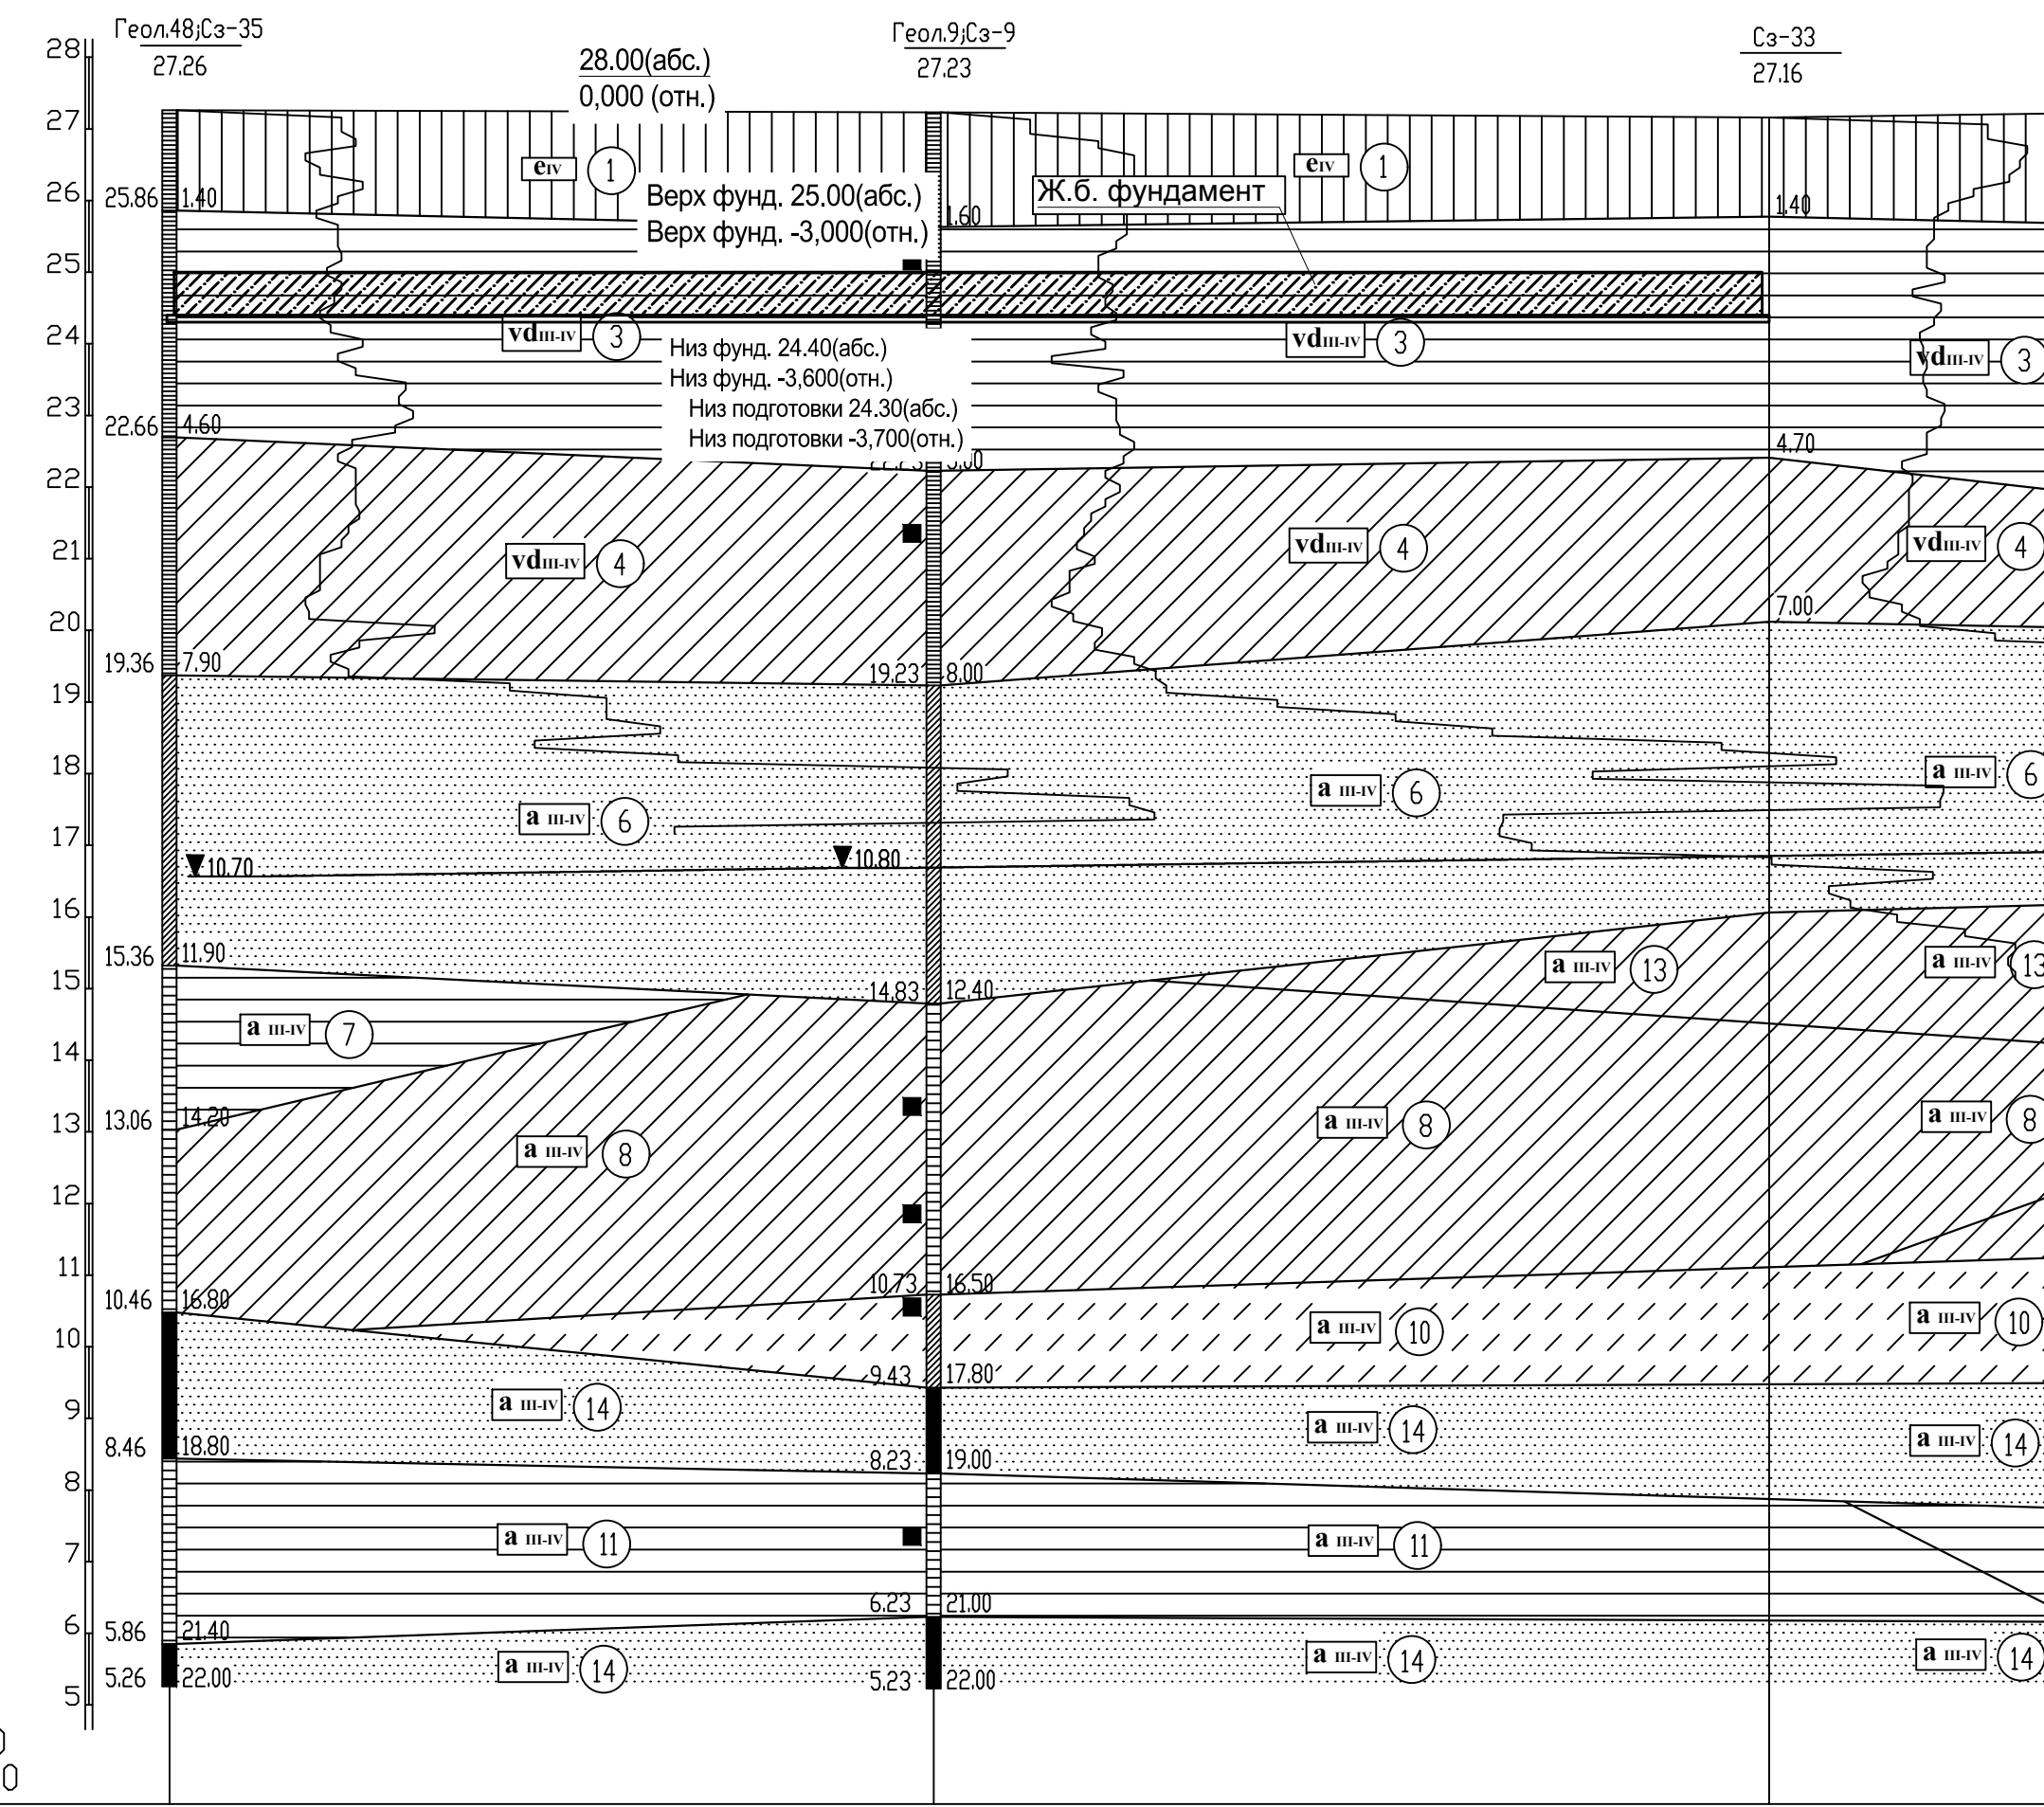 Геол.48;Сз-35
27.26
28.00(абс.)
0,000 (отн.)
Геол.9;Сз-9
27.23
Сз-33
27.16
28
27
26
25
24
23
22
21
20
19
18
17
16
15
14
13
12
11
10
9
8
7
6
5
eIV 1
eIV 1
Верх фунд. 25.00(абс.)
Верх фунд. -3,000(отн.)
Ж.б. фундамент
25.86 1.40
1.60
1.40
vdIII-IV 3
vdIII-IV 3
vdIII-IV 3
Низ фунд. 24.40(абс.)
Низ фунд. -3,600(отн.)
Низ подготовки 24.30(абс.)
Низ подготовки -3,700(отн.)
22.66 4.60
4.70
vdIII-IV 4
vdIII-IV 4
vdIII-IV 4
7.00
19.36 7.90
19.23 8.00
a III-IV 6
a III-IV 6
a III-IV 6
10.70
10.80
15.36 11.90
14.83 12.40
a III-IV 13
a III-IV 13
a III-IV 7
13.06 14.20
a III-IV 8
a III-IV 8
a III-IV 8
10.46 16.80
10.73 16.50
a III-IV 10
a III-IV 10
9.43 17.80
a III-IV 14
a III-IV 14
a III-IV 14
8.46 18.80
8.23 19.00
a III-IV 11
a III-IV 11
6.23 21.00
5.86 21.40
a III-IV 14
a III-IV 14
a III-IV 14
5.26 22.00
5.23 22.00